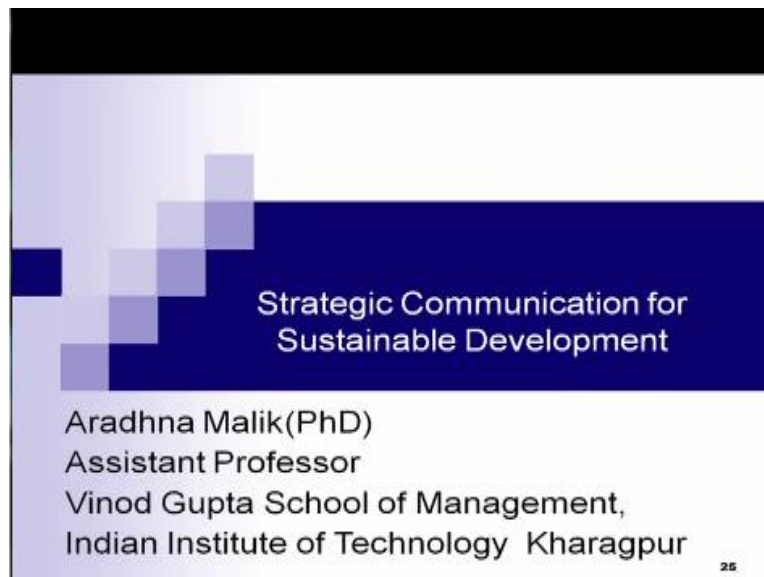 Strategic Communication for
Sustainable Development
Aradhna Malik(PhD)
Assistant Professor
Vinod Gupta School of Management,
Indian Institute of Technology Kharagpur
25